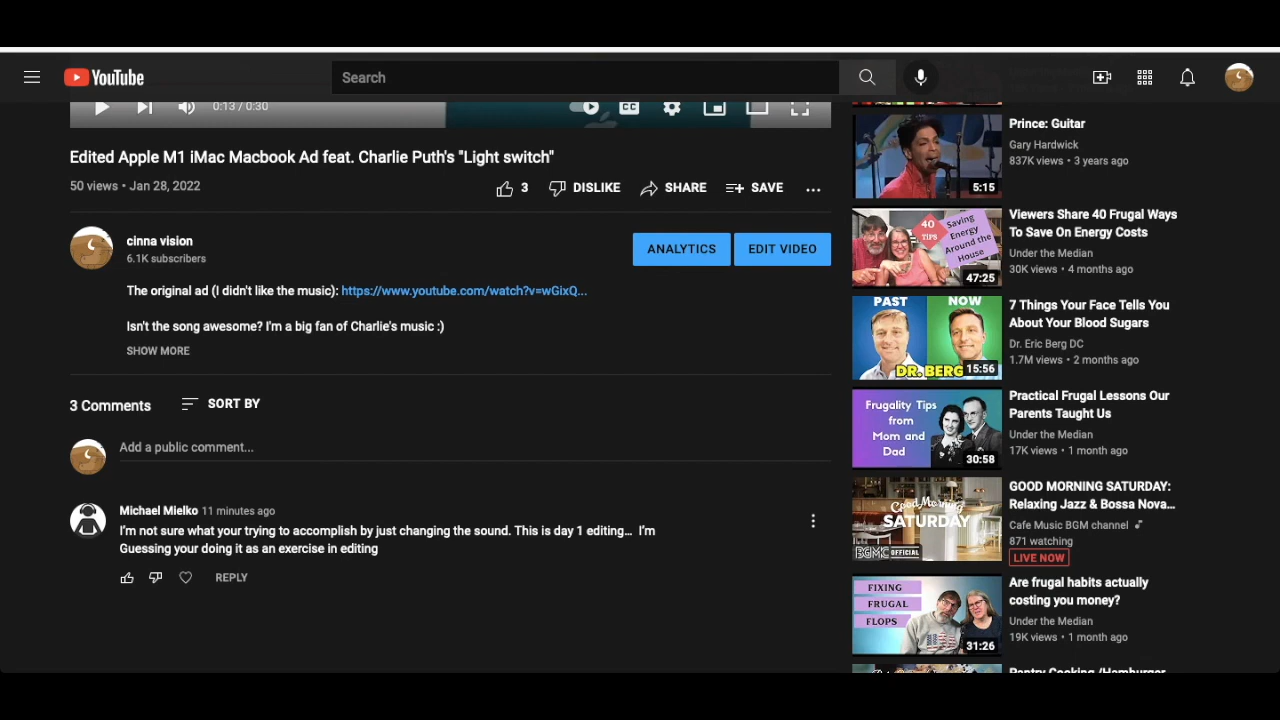 YouTube
Search
0:13 / 0:30
CC
Edited Apple M1 iMac Macbook Ad feat. Charlie Puth's "Light switch"
50 views • Jan 28, 2022
3
DISLIKE
SHARE
SAVE
cinna vision
6.1K subscribers
ANALYTICS
EDIT VIDEO
The original ad (I didn't like the music): https://www.youtube.com/watch?v=wGixQ...
Isn't the song awesome? I'm a big fan of Charlie's music :)
SHOW MORE
3 Comments
SORT BY
Add a public comment...
Michael Mielko 11 minutes ago
I'm not sure what your trying to accomplish by just changing the sound. This is day 1 editing... I'm
Guessing your doing it as an exercise in editing
REPLY
5:15
Prince: Guitar
Gary Hardwick
837K views • 3 years ago
40
TIPS
Saving
Energy
Around the
House
47:25
Viewers Share 40 Frugal Ways
To Save On Energy Costs
Under the Median
30K views • 4 months ago
PAST
NOW
DR. BERG
15:56
7 Things Your Face Tells You
About Your Blood Sugars
Dr. Eric Berg DC
1.7M views • 2 months ago
Frugality Tips
from
Mom and
Dad
30:58
Practical Frugal Lessons Our
Parents Taught Us
Under the Median
17K views • 1 month ago
Good Morning
SATURDAY
BGMC OFFICIAL
GOOD MORNING SATURDAY:
Relaxing Jazz & Bossa Nova...
Cafe Music BGM channel
871 watching
LIVE NOW
FIXING
FRUGAL
FLOPS
31:26
Are frugal habits actually
costing you money?
Under the Median
19K views • 1 month ago
Pantry Cooking /Hamburger